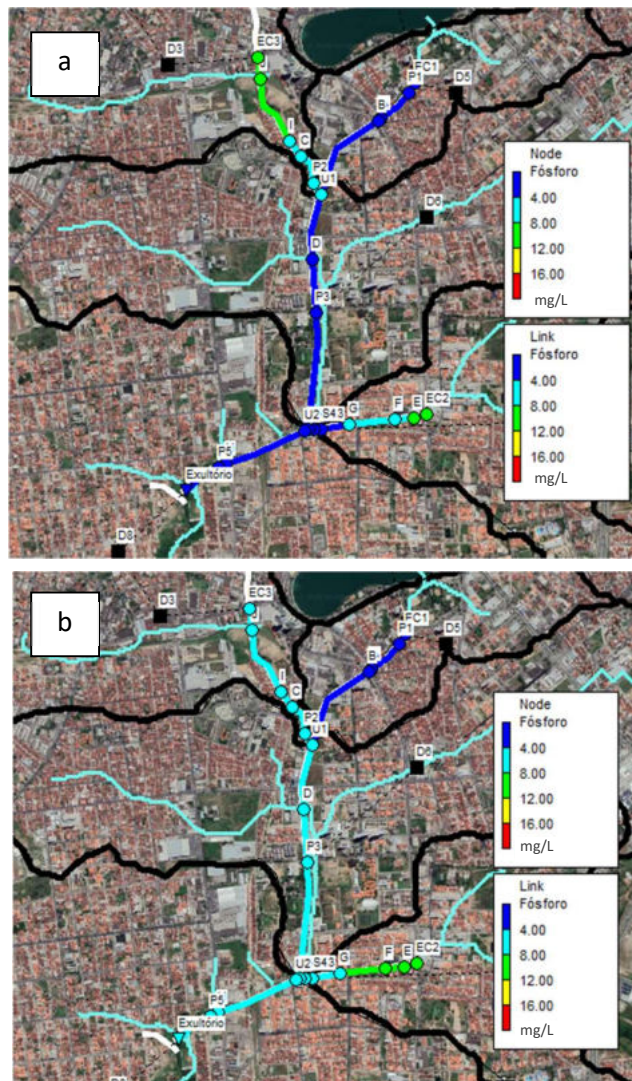 a
D3
EC3
J
EC1
P1
D5
B
I
C
P2
U1
D6
D
P3
U2
S43
G
F
E
EC2
P5
Exultório
D8
Node
Fósforo
4.00
8.00
12.00
16.00
mg/L
Link
Fósforo
4.00
8.00
12.00
16.00
mg/L
b
D3
EC3
J
EC1
P1
D5
B
I
C
P2
U1
D6
D
P3
U2
S43
G
F
E
EC2
P5
Exultório
Node
Fósforo
4.00
8.00
12.00
16.00
mg/L
Link
Fósforo
4.00
8.00
12.00
16.00
mg/L